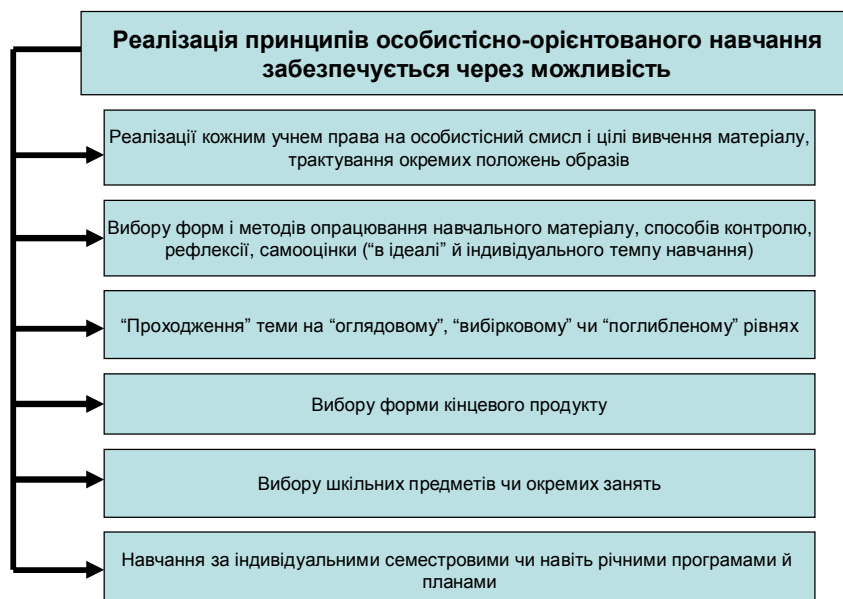 Реалізація принципів особистісно-орієнтованого навчання
забезпечується через можливість
Реалізації кожним учнем права на особистісний смисл і цілі вивчення матеріалу,
трактування окремих положень образів
Вибору форм і методів опрацювання навчального матеріалу, способів контролю,
рефлексії, самооцінки (“в ідеалі” й індивідуального темпу навчання)
“Проходження” теми на “оглядовому”, “вибірковому” чи “поглибленому” рівнях
Вибору форми кінцевого продукту
Вибору шкільних предметів чи окремих занять
Навчання за індивідуальними семестровими чи навіть річними програмами й
планами